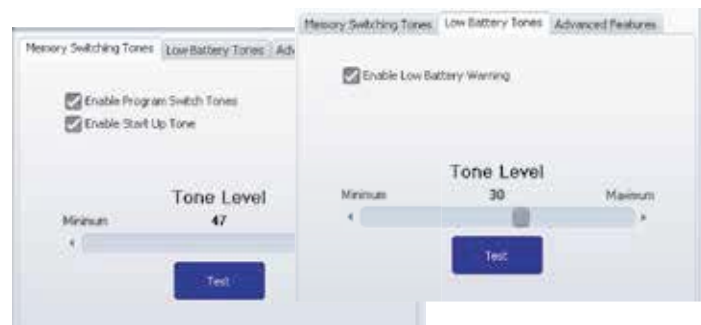 Memory Switching Tones Low Battery Tones Adv
Enable Program Switch Tones
Enable Start Up Tone
Tone Level
Minimum 47
Test
Memory Switching Tones Low Battery Tones Advanced Features
Enable Low Battery Warning
Tone Level
Minimum 30 Maximum
Test